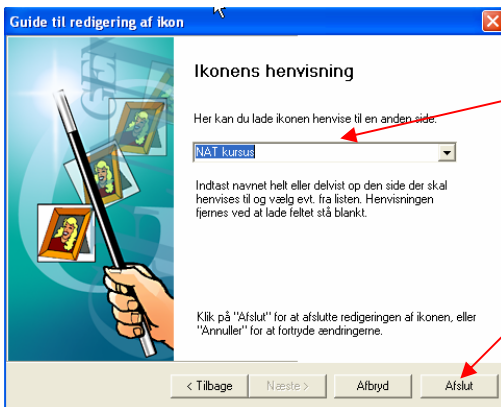 Guide til redigering af ikon
Ikonens henvisning
Her kan du lade ikonen henvise til en anden side.
NAT kursus
Indtast navnet helt eller delvist op den side der skal
henvises til og vælg evt. fra listen. Henvisningen
fjernes ved at lade feltet stå blankt.
Klik på "Afslut" for at afslutte redigeringen af ikonen, eller
"Annuller" for at fortryde ændringerne.
< Tilbage
Næste >
Afbryd
Afslut